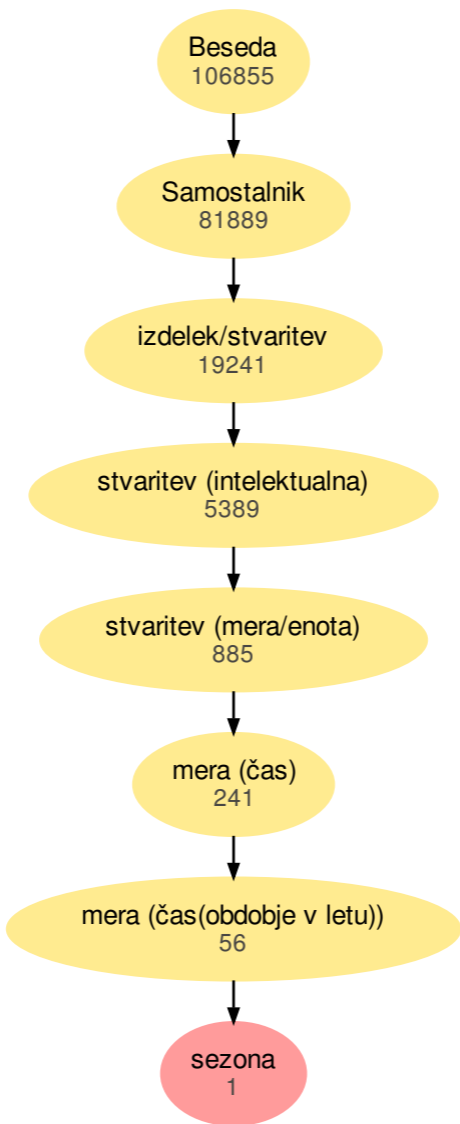 Beseda
106855
Samostalnik
81889
izdelek/stvaritev
19241
stvaritev (intelektualna)
5389
stvaritev (mera/enota)
885
mera (čas)
241
mera (čas(obdobje v letu))
56
sezona
1